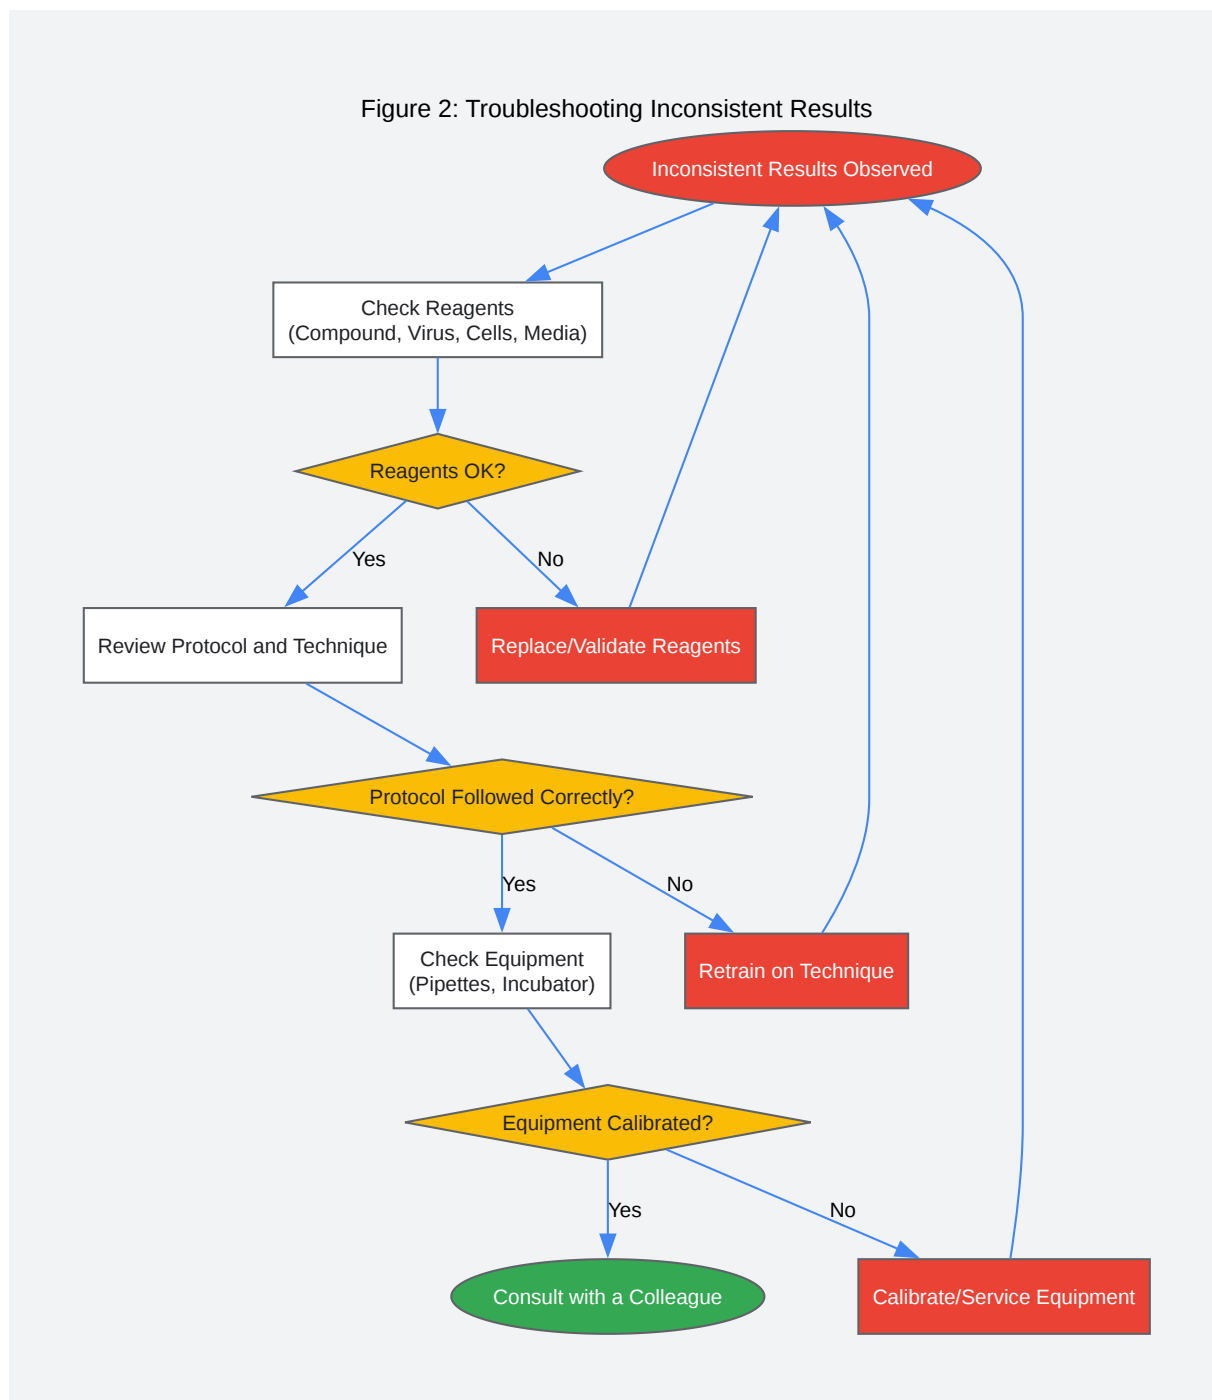 Figure 2: Troubleshooting Inconsistent Results
Inconsistent Results Observed
Check Reagents
(Compound, Virus, Cells, Media)
Reagents OK?
Yes
No
Review Protocol and Technique
Replace/Validate Reagents
Protocol Followed Correctly?
Yes
No
Check Equipment
(Pipettes, Incubator)
Retrain on Technique
Equipment Calibrated?
Yes
No
Consult with a Colleague
Calibrate/Service Equipment